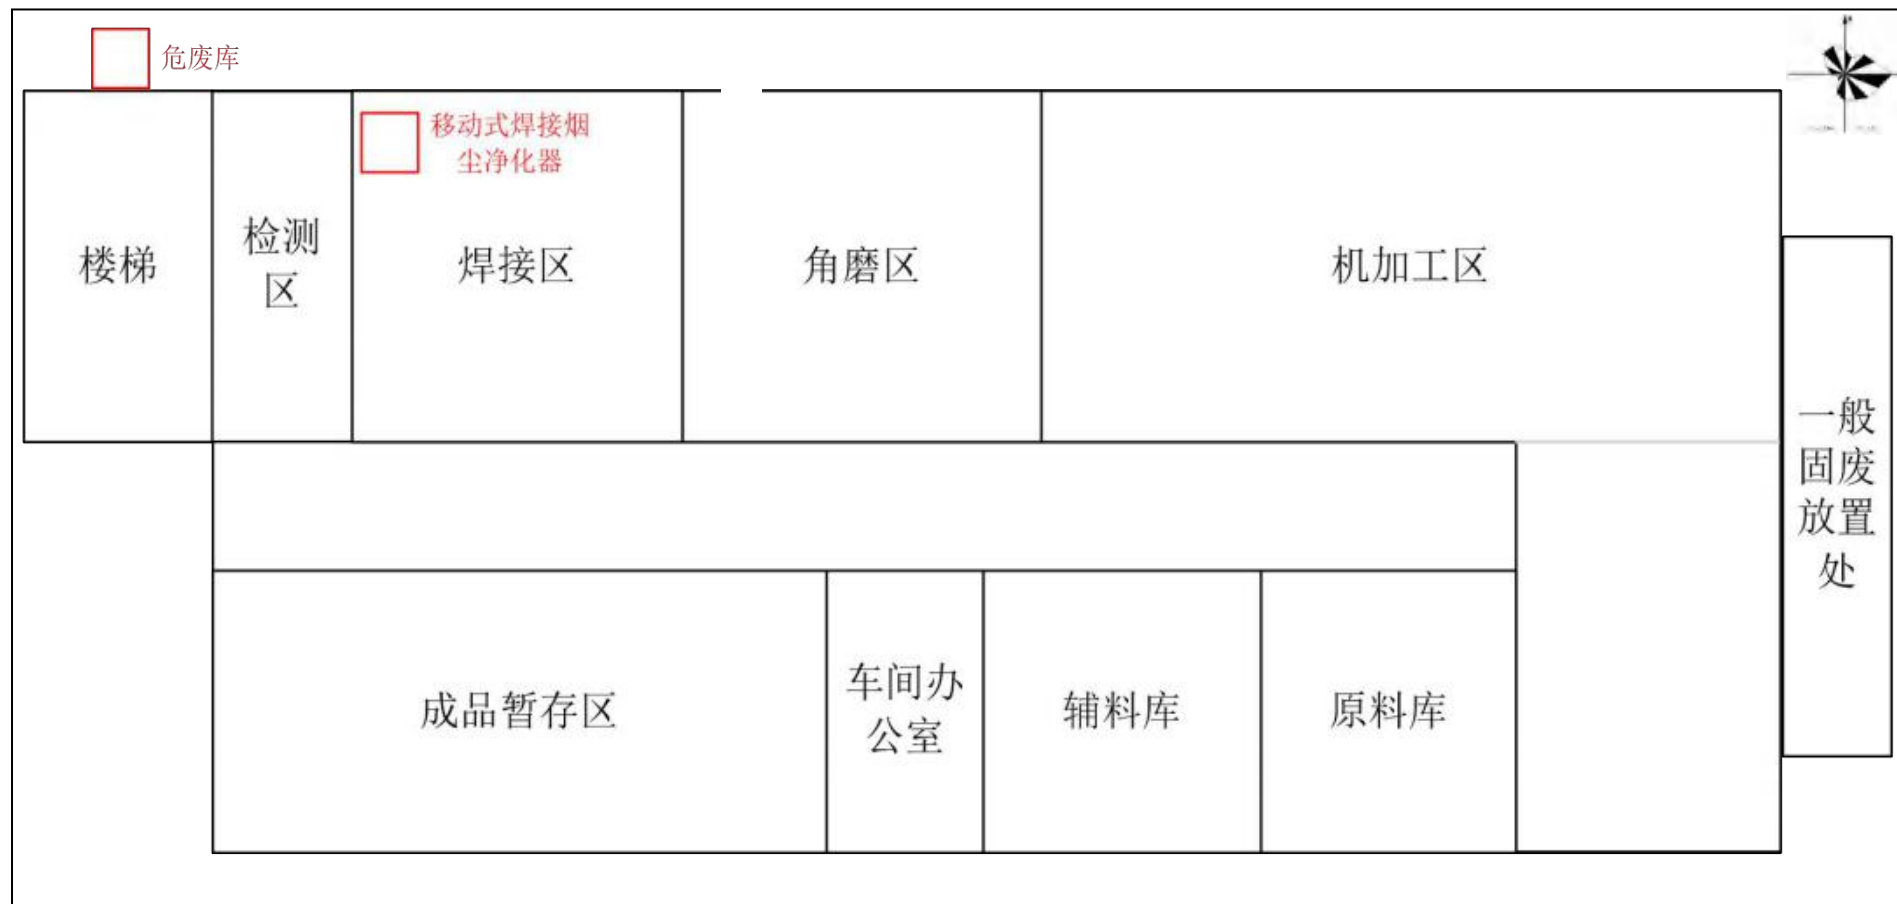 危废库
移动式焊接烟
尘净化器
楼梯
检测
区
焊接区
角磨区
机加工区
一般
固废
放置
处
成品暂存区
车间办
公室
辅料库
原料库